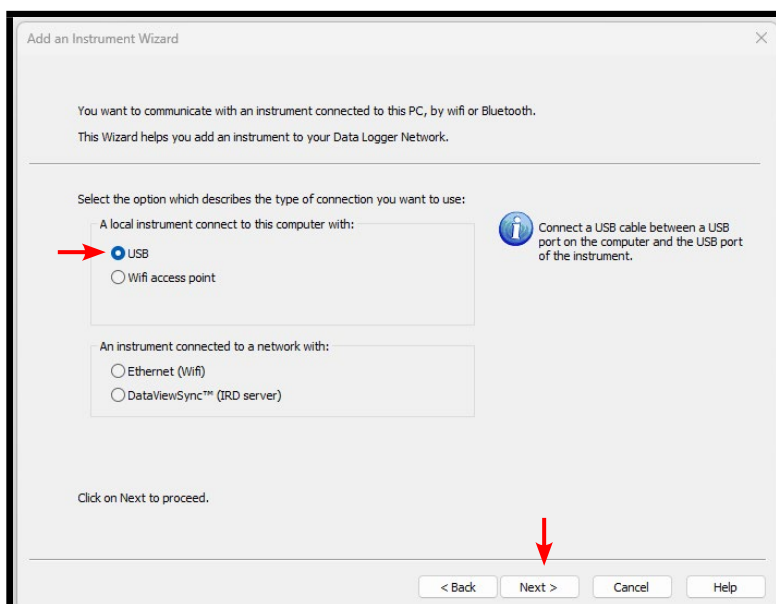 Add an Instrument Wizard
You want to communicate with an instrument connected to this PC, by wifi or Bluetooth.
This Wizard helps you add an instrument to your Data Logger Network.
Select the option which describes the type of connection you want to use:
A local instrument connect to this computer with:
USB
Wifi access point
Connect a USB cable between a USB
port on the computer and the USB port
of the instrument.
An instrument connected to a network with:
Ethernet (Wifi)
DataViewSync™ (IRD server)
Click on Next to proceed.
< Back Next > Cancel Help